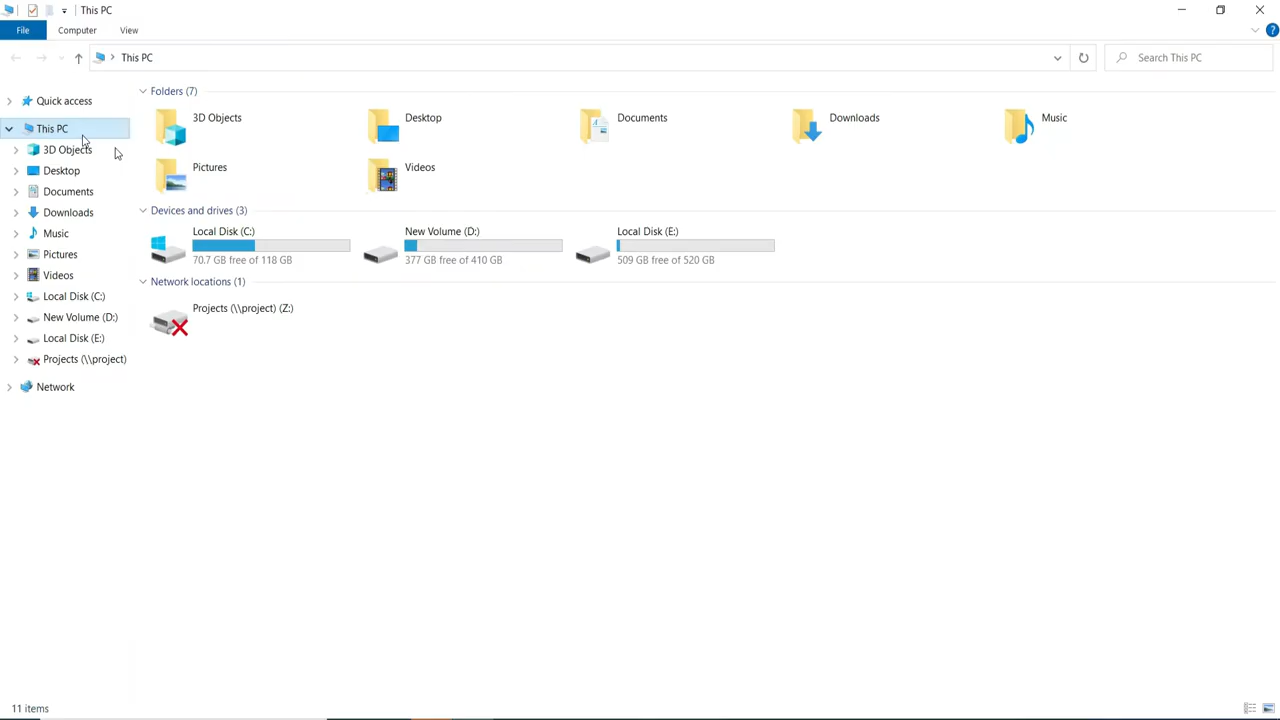 This PC
File Computer View
This PC
Search This PC
Quick access
This PC
3D Objects
Desktop
Documents
Downloads
Music
Pictures
Videos
Local Disk (C:)
New Volume (D:)
Local Disk (E:)
Projects (\\project)
Network
Folders (7)
3D Objects
Desktop
Documents
Downloads
Music
Pictures
Videos
Devices and drives (3)
Local Disk (C:)
70.7 GB free of 118 GB
New Volume (D:)
377 GB free of 410 GB
Local Disk (E:)
509 GB free of 520 GB
Network locations (1)
Projects (\\project) (Z:)
11 items